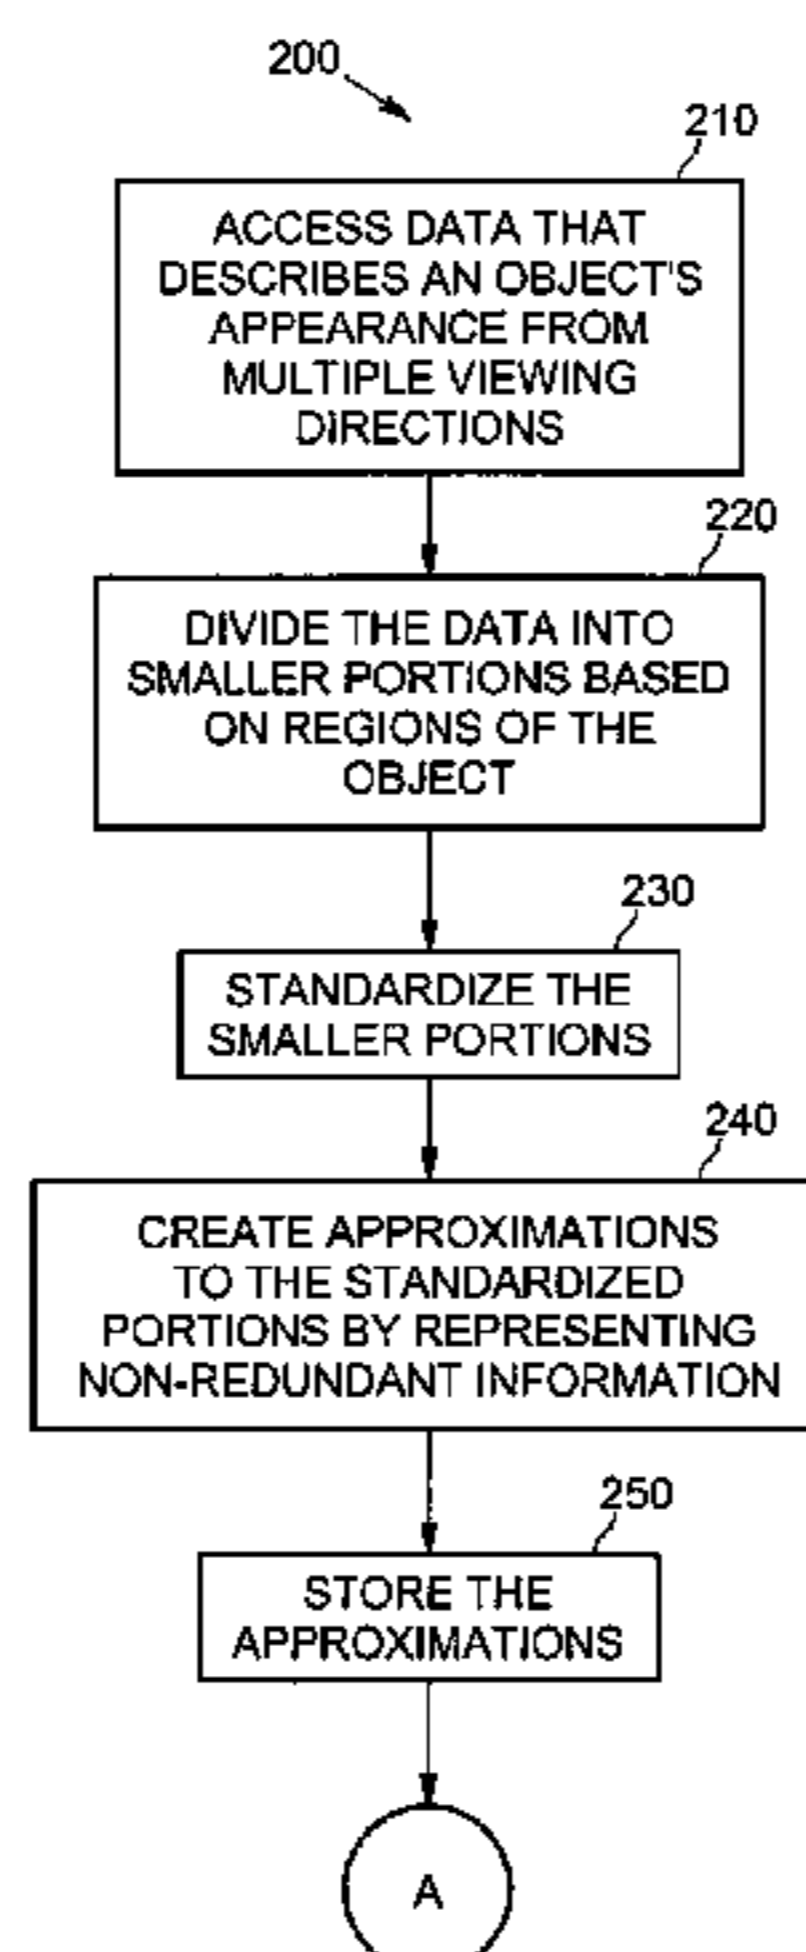 200
210
ACCESS DATA THAT
DESCRIBES AN OBJECT'S
APPEARANCE FROM
MULTIPLE VIEWING
DIRECTIONS
220
DIVIDE THE DATA INTO
SMALLER PORTIONS BASED
ON REGIONS OF THE
OBJECT
230
STANDARDIZE THE
SMALLER PORTIONS
240
CREATE APPROXIMATIONS
TO THE STANDARDIZED
PORTIONS BY REPRESENTING
NON-REDUNDANT INFORMATION
250
STORE THE
APPROXIMATIONS
A